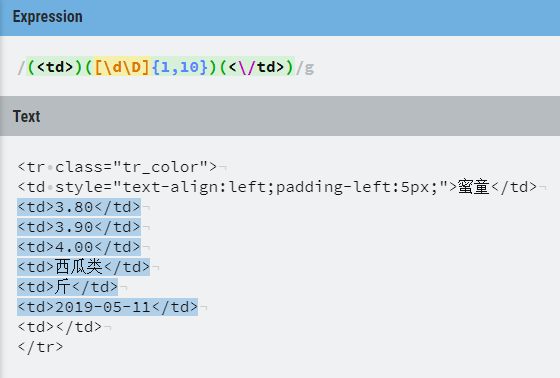 Expression
/(<td>)([\d\D]{1,10})(<\/td>)/g
Text
<tr class="tr_color">
<td style="text-align:left;padding-left:5px;">蜜童</td>
<td>3.80</td>
<td>3.90</td>
<td>4.00</td>
<td>西瓜类</td>
<td>斤</td>
<td>2019-05-11</td>
<td></td>
</tr>